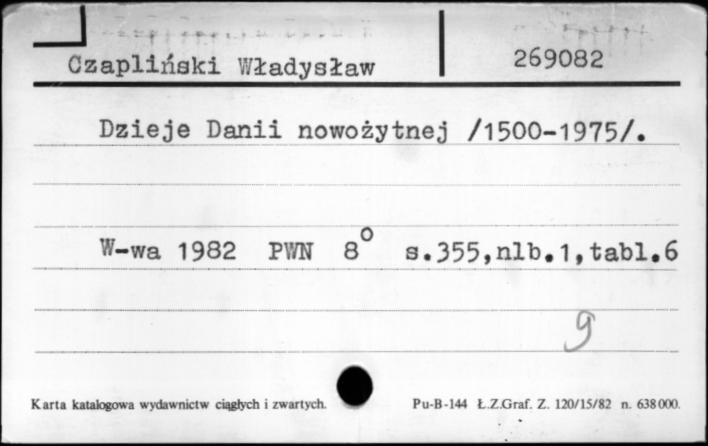 Czapliński Władysław 269082
Dzieje Danii nowożytnej /1500-1975/.
W-wa 1982 PWN 8° s.355,nlb.1,tabl.6
9
Karta katalogowa wydawnictw ciągłych i zwartych. Pu-B-144 Ł.Z.Graf. Z. 120/15/82 n. 638000.